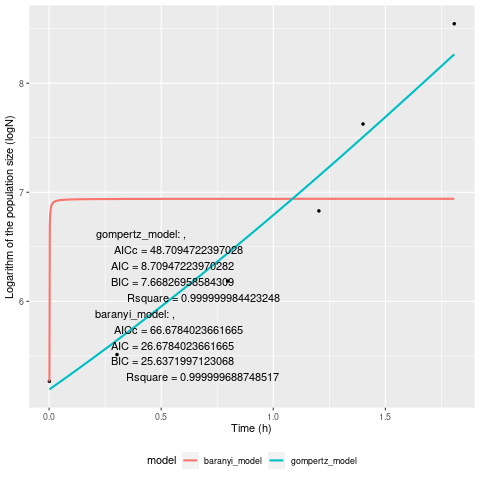 Logarithm of the population size (logN)
8
7
6
gompertz_model: ,
AICc = 48.7094722397028
AIC = 8.70947223970282
BIC = 7.66826958584309
Rsquare = 0.999999984423248
baranyi_model: ,
AICc = 66.6784023661665
AIC = 26.6784023661665
BIC = 25.6371997123068
Rsquare = 0.999999688748517
0.0 0.5 1.0 1.5
Time (h)
model baranyi_model gompertz_model